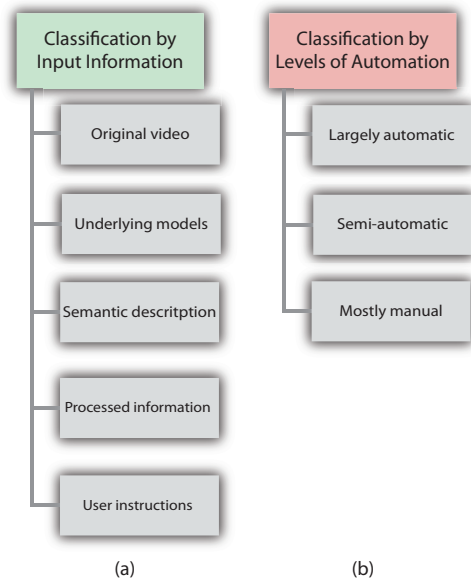 Classification by
Input Information
Original video
Underlying models
Semantic descritption
Processed information
User instructions
(a)
Classification by
Levels of Automation
Largely automatic
Semi-automatic
Mostly manual
(b)